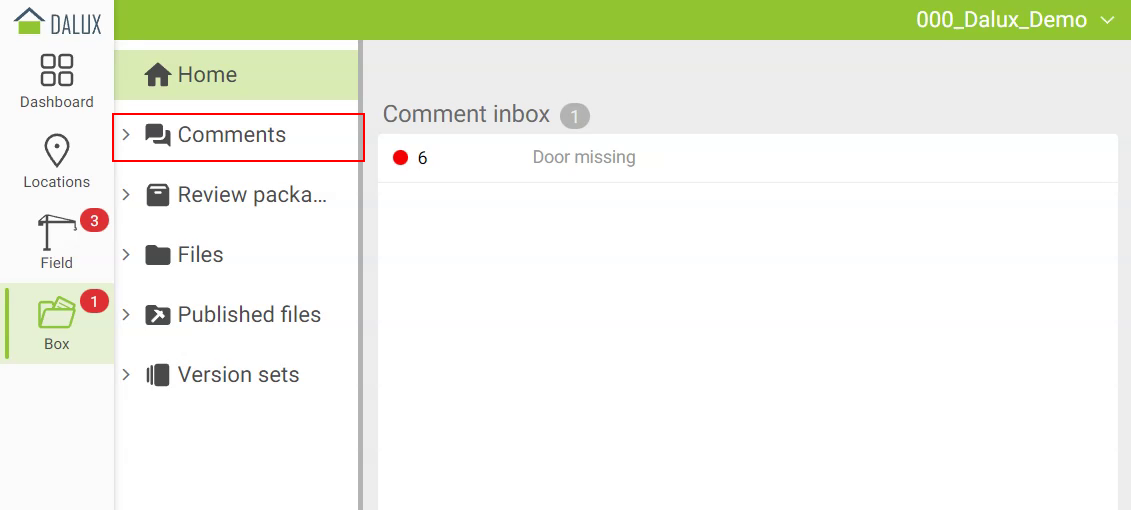 DALUX
000_Dalux_Demo
Dashboard
Locations
3
Field
1
Box
Home
Comments
Review packa...
Files
Published files
Version sets
Comment inbox 1
6 Door missing